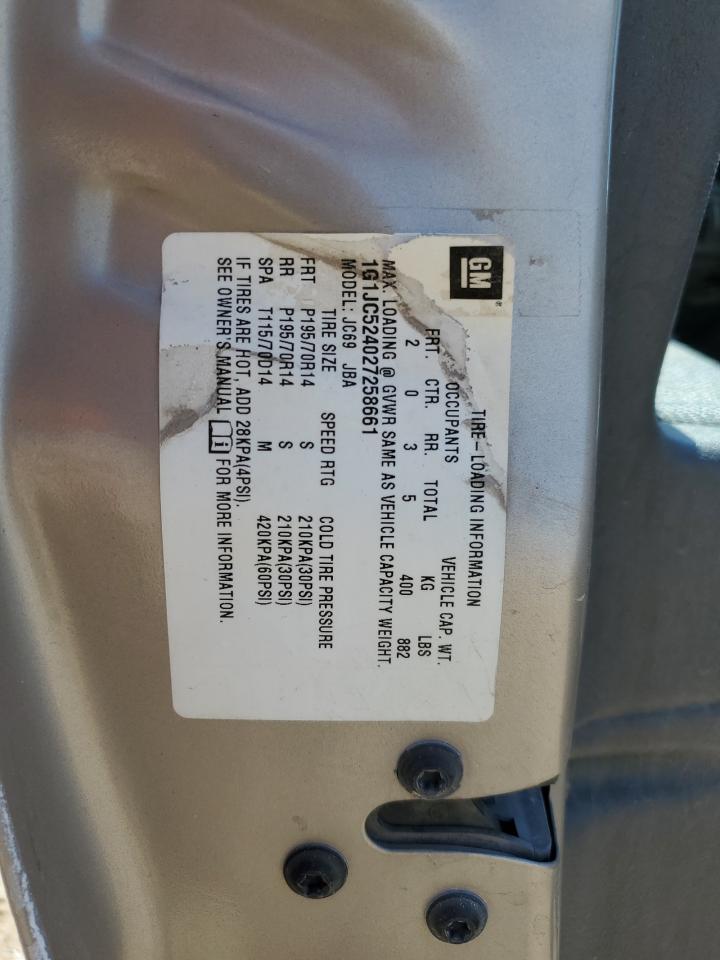 GM
TIRE-LOADING INFORMATION
OCCUPANTS VEHICLE CAP. WT.
FRT. CTR. RR. TOTAL KG LBS
2 0 3 5 400 882
MAX. LOADING @ GVWR SAME AS VEHICLE CAPACITY WEIGHT.
1G1JC524027258661
MODEL: JC69 JBA
TIRE SIZE SPEED RTG COLD TIRE PRESSURE
FRT P195/70R14 S 210KPA(30PSI)
RR P195/70R14 S 210KPA(30PSI)
SPA T115/70D14 M 420KPA(60PSI)
IF TIRES ARE HOT, ADD 28KPA(4PSI).
SEE OWNER'S MANUAL FOR MORE INFORMATION.